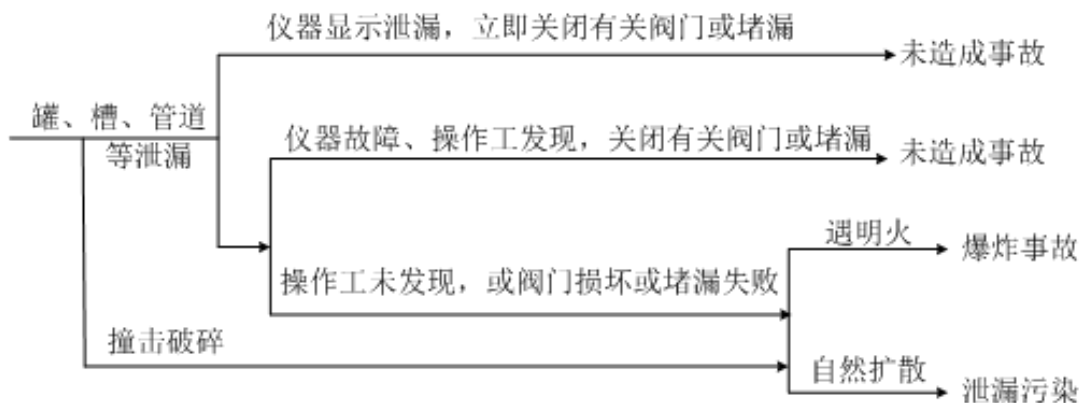 仪器显示泄漏，立即关闭有关阀门或堵漏
未造成事故
罐、槽、管道
等泄漏
仪器故障、操作工发现，关闭有关阀门或堵漏
未造成事故
遇明火
爆炸事故
操作工未发现，或阀门损坏或堵漏失败
撞击破碎
自然扩散
泄漏污染